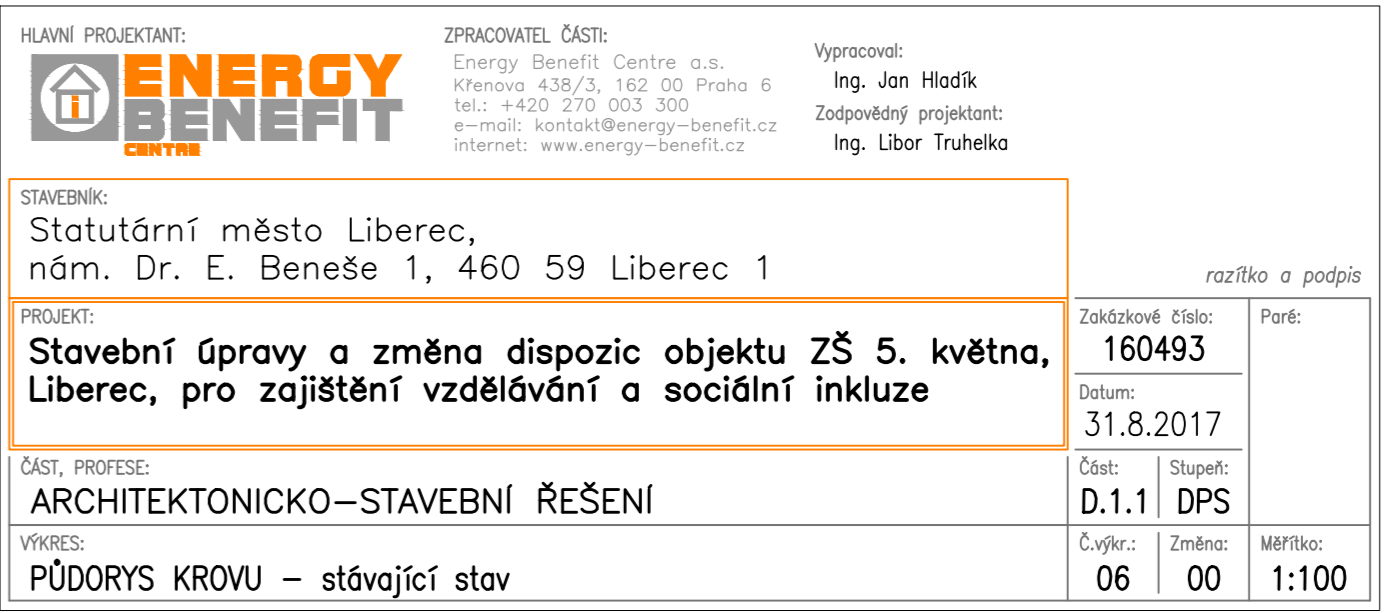 HLAVNÍ PROJEKTANT:
ENERGY
BENEFIT
CENTRE
ZPRACOVATEL ČÁSTI:
Energy Benefit Centre a.s.
Křenova 438/3, 162 00 Praha 6
tel.: +420 270 003 300
e-mail: kontakt@energy-benefit.cz
internet: www.energy-benefit.cz
Vypracoval:
Ing. Jan Hladík
Zodpovědný projektant:
Ing. Libor Truhelka
STAVEBNÍK:
Statutární město Liberec,
nám. Dr. E. Beneše 1, 460 59 Liberec 1
razítko a podpis
PROJEKT:
Stavební úpravy a změna dispozic objektu ZŠ 5. května,
Liberec, pro zajištění vzdělávání a sociální inkluze
Zakázkové číslo:
160493
Paré:
Datum:
31.8.2017
ČÁST, PROFESE:
ARCHITEKTONICKO-STAVEBNÍ ŘEŠENÍ
Část:
D.1.1
Stupeň:
DPS
VÝKRES:
PŮDORYS KROVU - stávající stav
Č.výkr.:
06
Změna:
00
Měřítko:
1:100